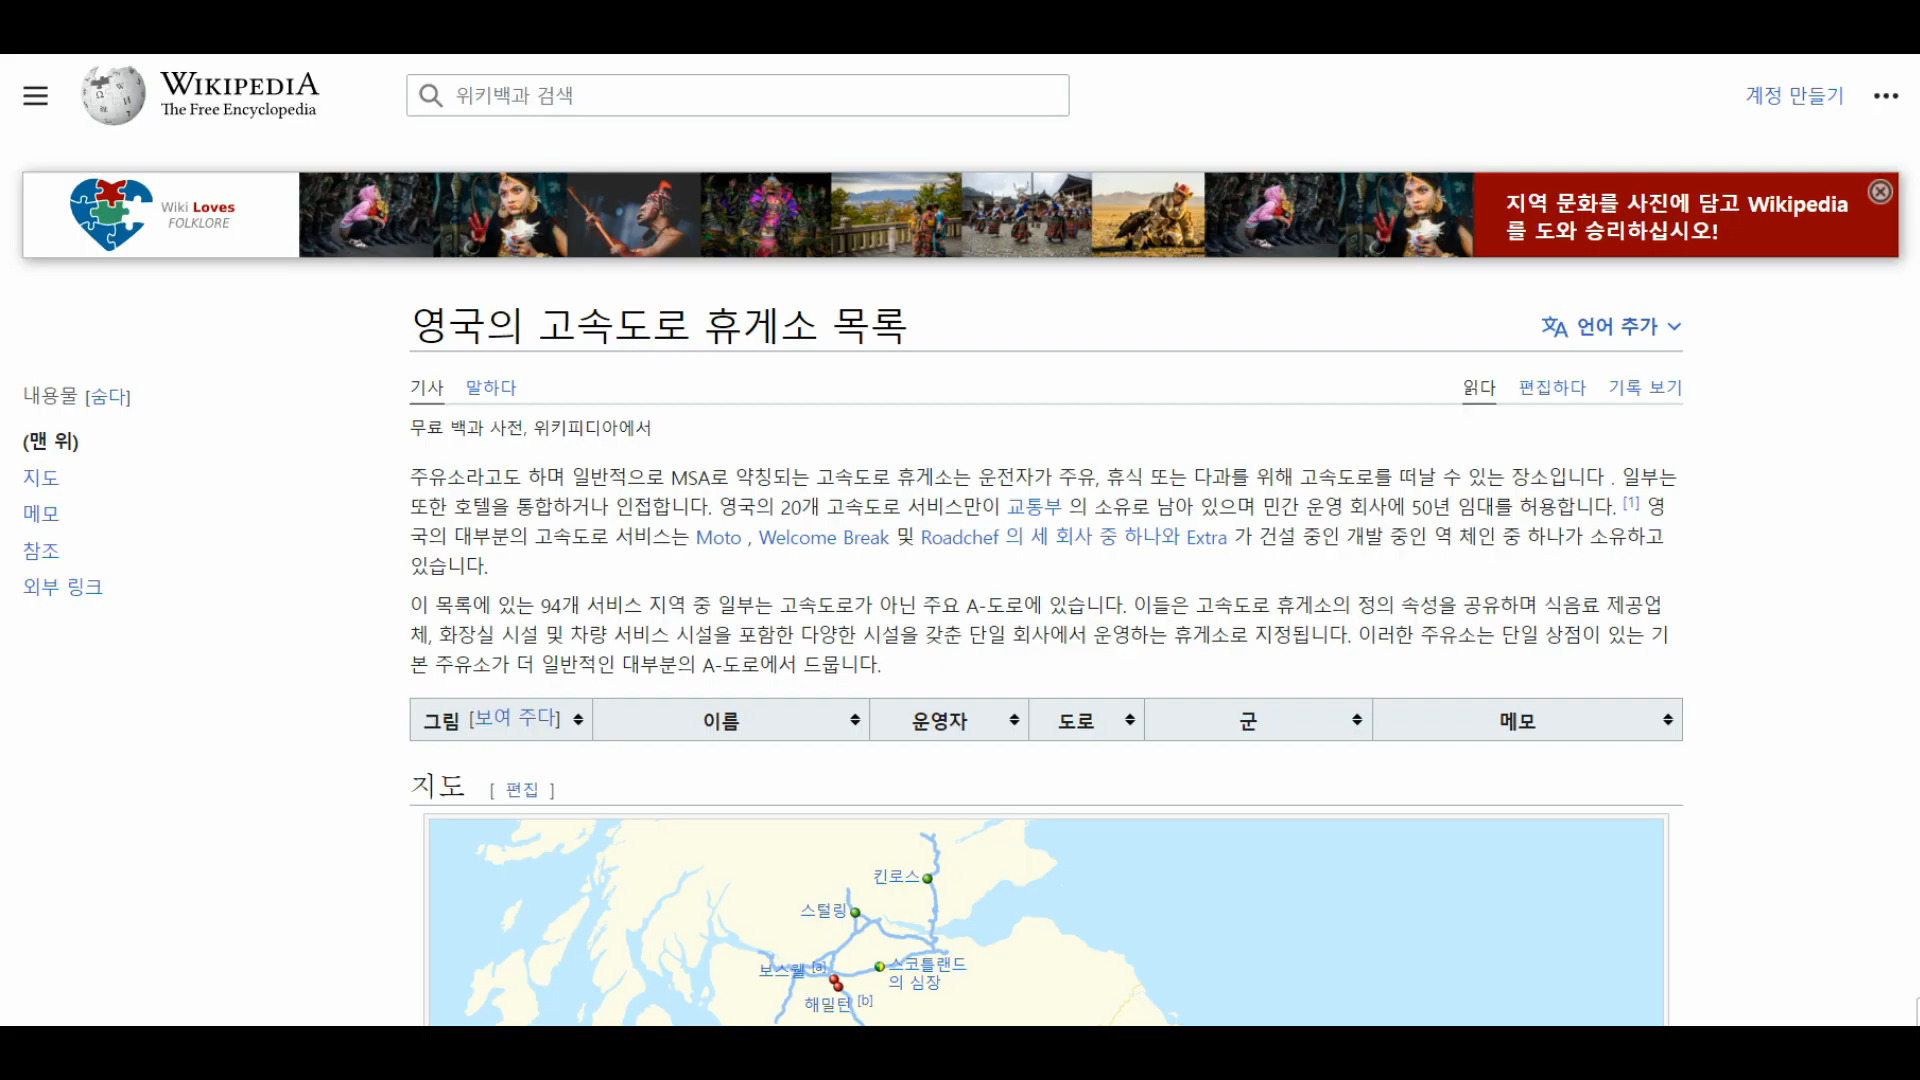 WIKIPEDIA
The Free Encyclopedia
위키백과 검색
계정 만들기
Wiki Loves
FOLKLORE
지역 문화를 사진에 담고 Wikipedia
를 도와 승리하십시오!
영국의 고속도로 휴게소 목록
언어 추가
기사 말하다
읽다 편집하다 기록 보기
내용물 [숨다]
(맨 위)
지도
메모
참조
외부 링크
무료 백과 사전, 위키피디아에서
주유소라고도 하며 일반적으로 MSA로 약칭되는 고속도로 휴게소는 운전자가 주유, 휴식 또는 다과를 위해 고속도로를 떠날 수 있는 장소입니다 . 일부는
또한 호텔을 통합하거나 인접합니다. 영국의 20개 고속도로 서비스만이 교통부 의 소유로 남아 있으며 민간 운영 회사에 50년 임대를 허용합니다. [1] 영
국의 대부분의 고속도로 서비스는 Moto , Welcome Break 및 Roadchef 의 세 회사 중 하나와 Extra 가 건설 중인 개발 중인 역 체인 중 하나가 소유하고
있습니다.
이 목록에 있는 94개 서비스 지역 중 일부는 고속도로가 아닌 주요 A-도로에 있습니다. 이들은 고속도로 휴게소의 정의 속성을 공유하며 식음료 제공업
체, 화장실 시설 및 차량 서비스 시설을 포함한 다양한 시설을 갖춘 단일 회사에서 운영하는 휴게소로 지정됩니다. 이러한 주유소는 단일 상점이 있는 기
본 주유소가 더 일반적인 대부분의 A-도로에서 드뭅니다.
그림 [보여 주다] 이름 운영자 도로 군 메모
지도 [ 편집 ]
킨로스
스털링
보스웰 [a]
스코틀랜드
의 심장
해밀턴 [b]